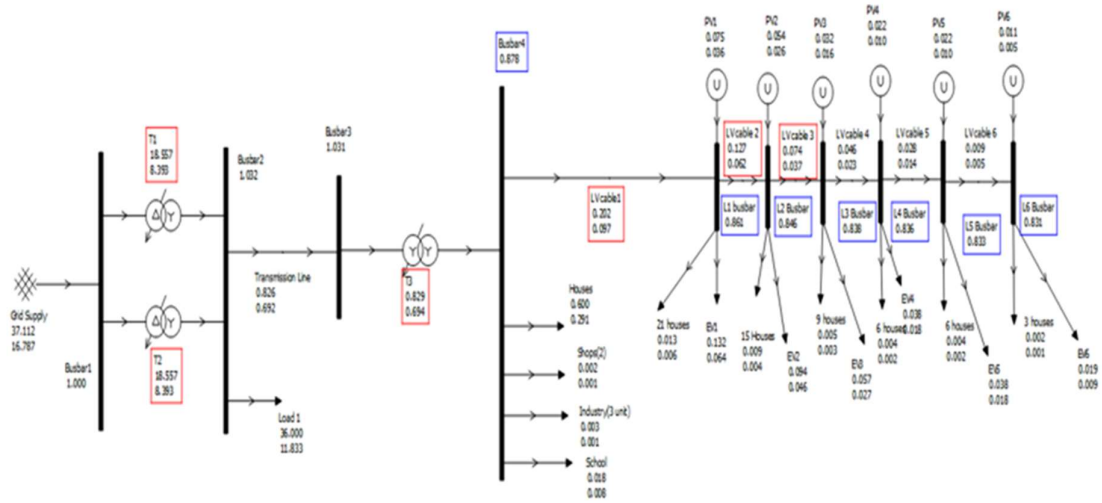 Grid Supply
37.112
16.787
Busbar1
1.000
T1
18.557
8.393
T2
18.557
8.393
Busbar2
1.032
Transmission Line
0.826
0.692
Load 1
36.000
11.833
Busbar3
1.031
T3
0.829
0.694
Busbar4
0.878
LVcable1
0.202
0.097
Houses
0.600
0.291
Shops(2)
0.002
0.001
Industry(3 unit)
0.003
0.001
School
0.018
0.008
PV1
0.075
0.036
PV2
0.054
0.026
PV3
0.032
0.016
PV4
0.022
0.010
PV5
0.022
0.010
PV6
0.011
0.005
LVcable 2
0.127
0.062
LVcable 3
0.074
0.037
LVcable 4
0.046
0.023
LVcable 5
0.028
0.014
LVcable 6
0.009
0.005
L1 busbar
0.861
L2 Busbar
0.846
L3 Busbar
0.838
L4 Busbar
0.836
L5 Busbar
0.833
L6 Busbar
0.831
21 houses
0.013
0.006
EV1
0.132
0.064
15 Houses
0.009
0.004
EV2
0.094
0.046
9 houses
0.005
0.003
EV3
0.057
0.027
6 houses
0.004
0.002
EV4
0.038
0.018
6 houses
0.004
0.002
EV5
0.038
0.018
3 houses
0.002
0.001
EV6
0.019
0.009